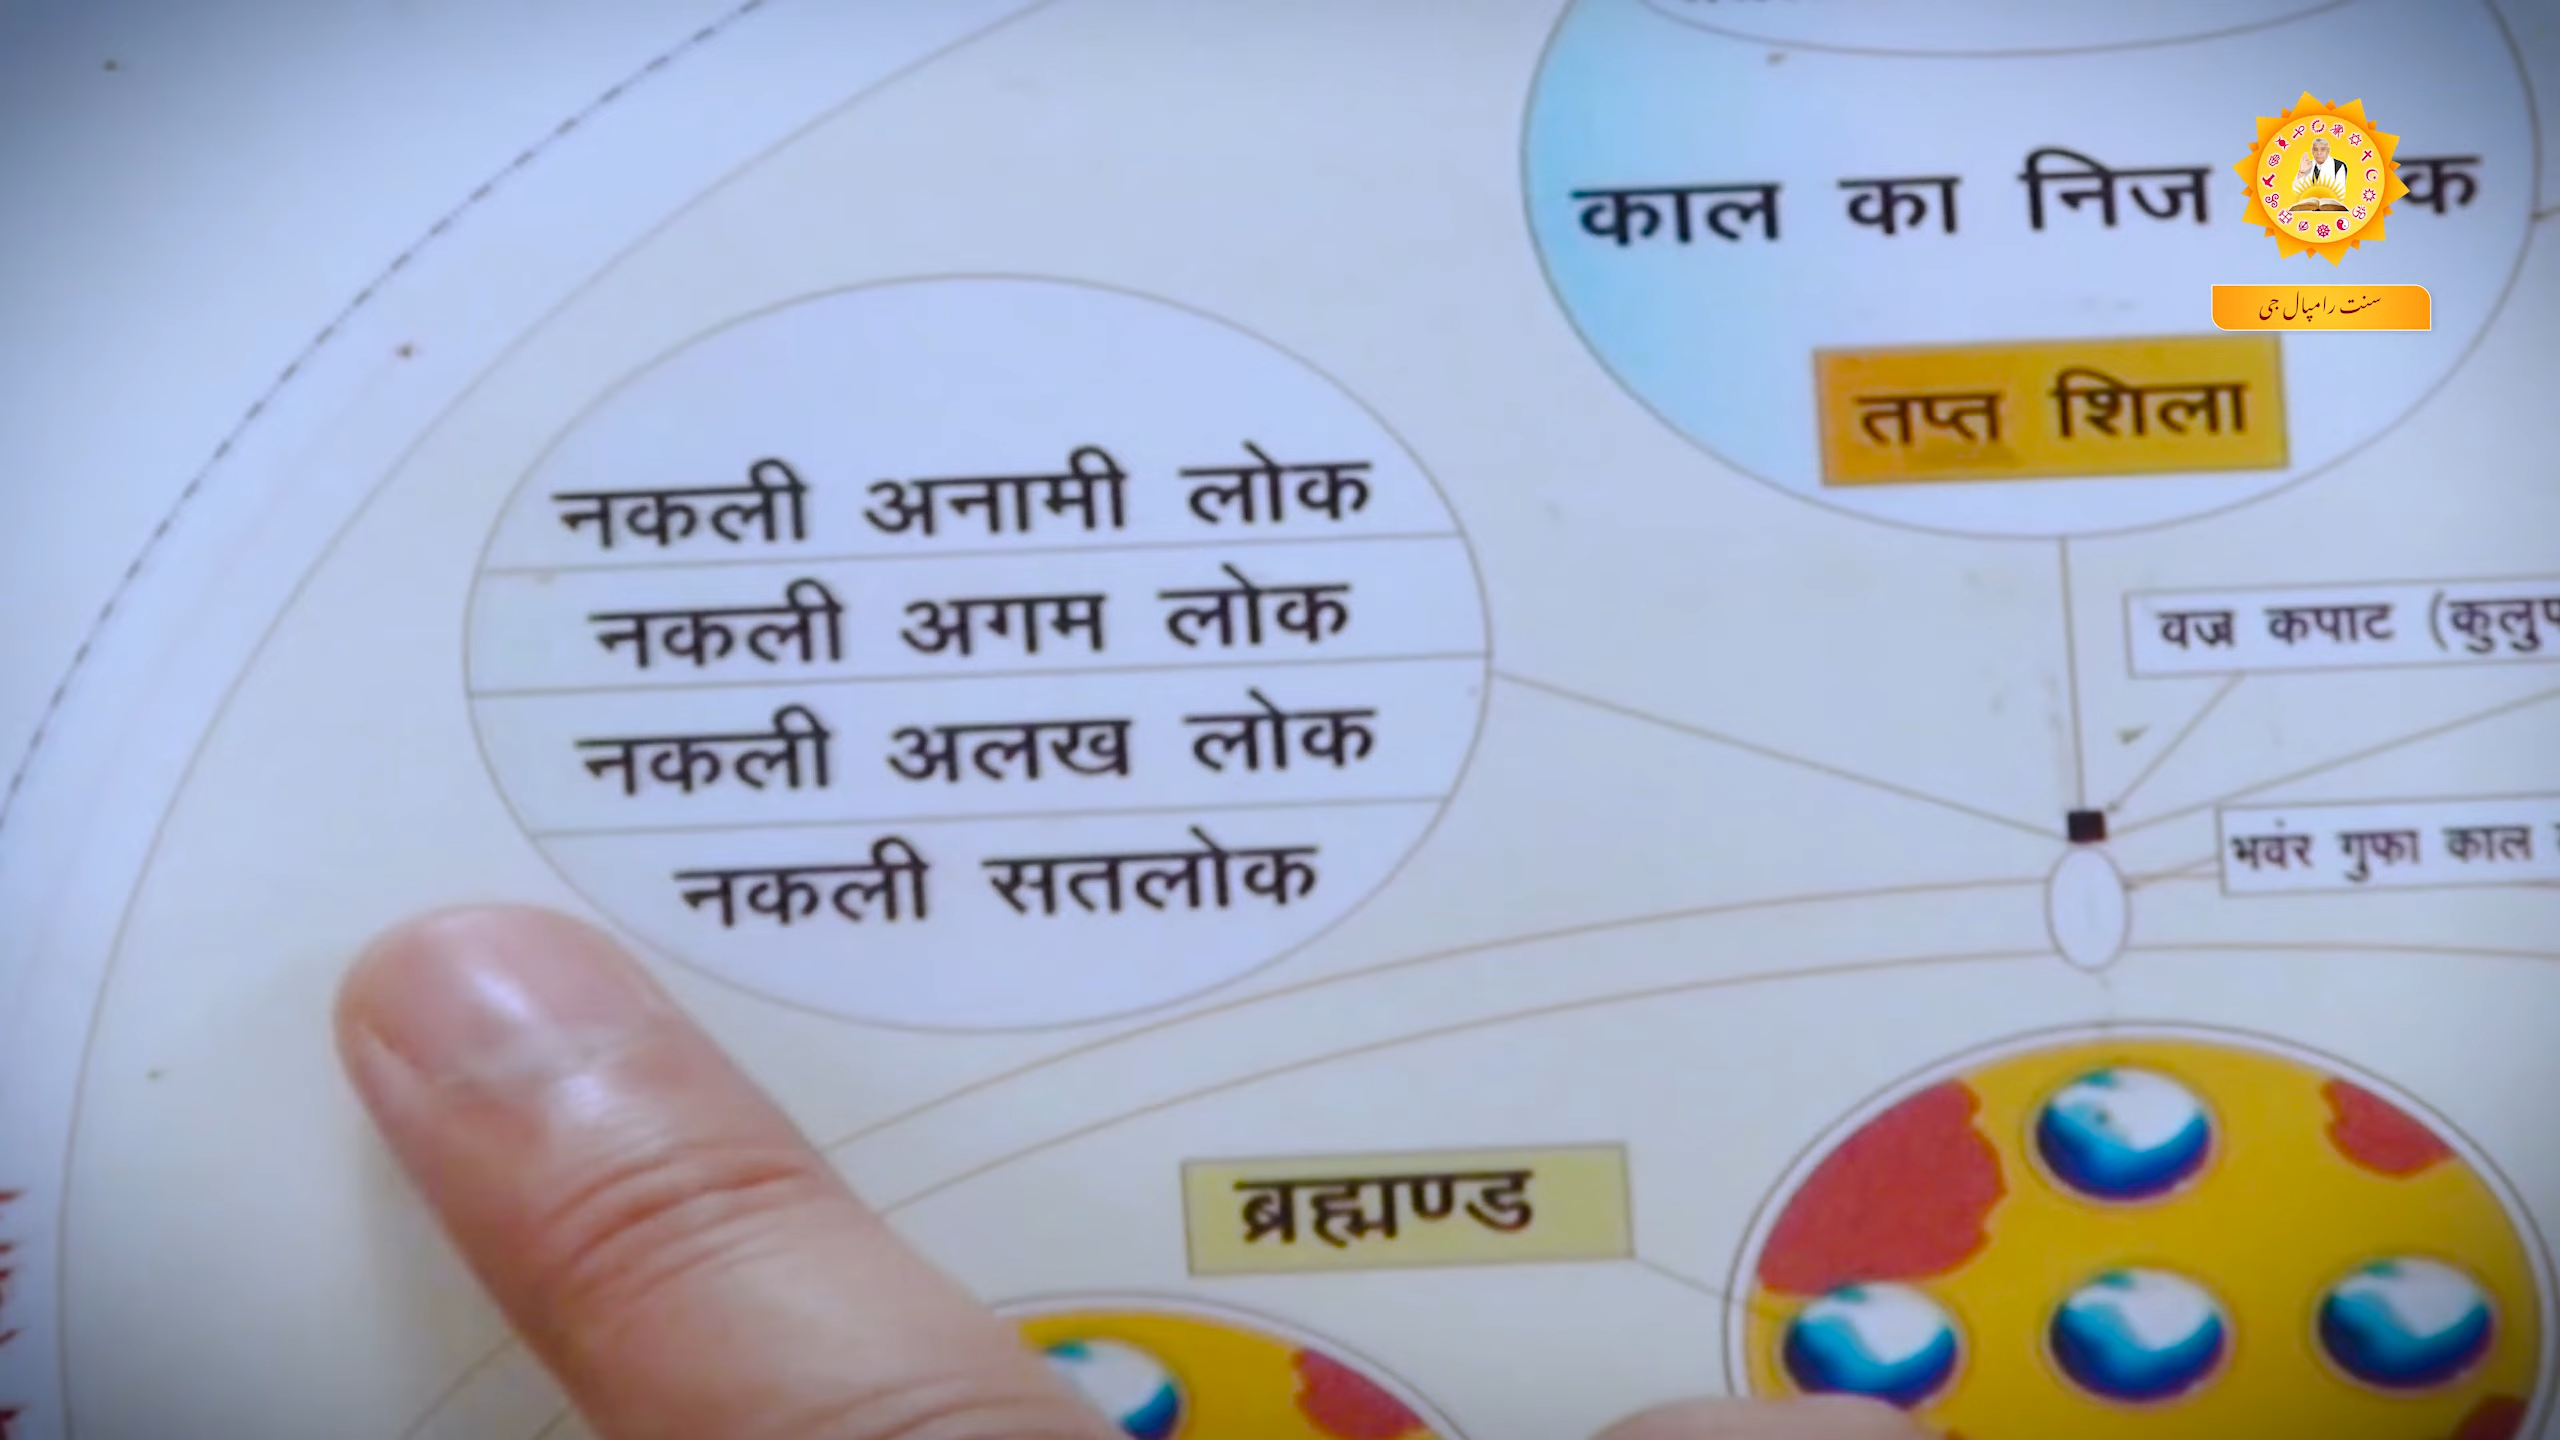 काल का निज
سنت رامپال جی
तप्त शिला
नकली अनामी लोक
नकली अगम लोक
नकली अलख लोक
नकली सतलोक
वज्र कपाट
भवंर गुफा काल
ब्रह्मण्ड